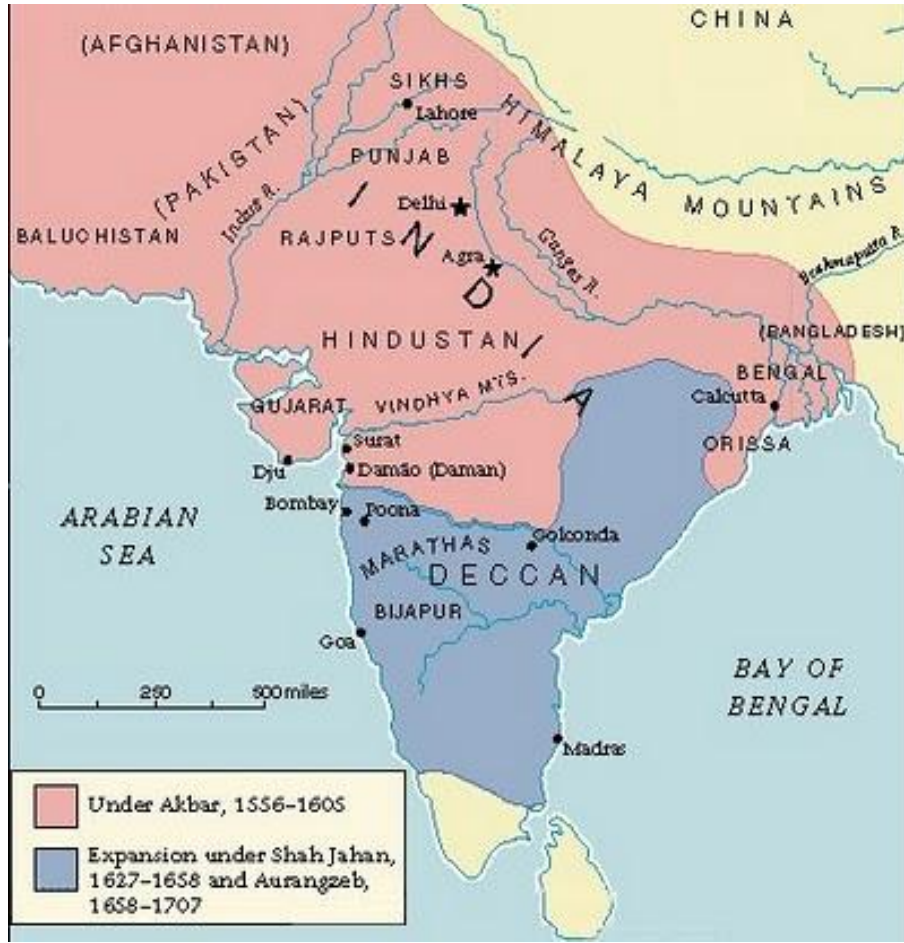 CHINA
(AFGHANISTAN)
SIKHS
Lahore
HIMALAYA MOUNTAINS
(PAKISTAN)
PUNJAB
Indus R.
Delhi
BALUCHISTAN
RAJPUTS
INDIA
Agra
Ganges R.
Brahmaputra R.
HINDUSTAN
(BANGLADESH)
BENGAL
VINDHYA MTS.
GUJARAT
Calcutta
Surat
ORISSA
Dju
Damão (Daman)
Bombay
Poona
ARABIAN
SEA
Golconda
MARATHAS
DECCAN
BIJAPUR
Goa
BAY OF
BENGAL
0 250 500 miles
Madras
Under Akbar, 1556–1605
Expansion under Shah Jahan,
1627–1658 and Aurangzeb,
1658–1707